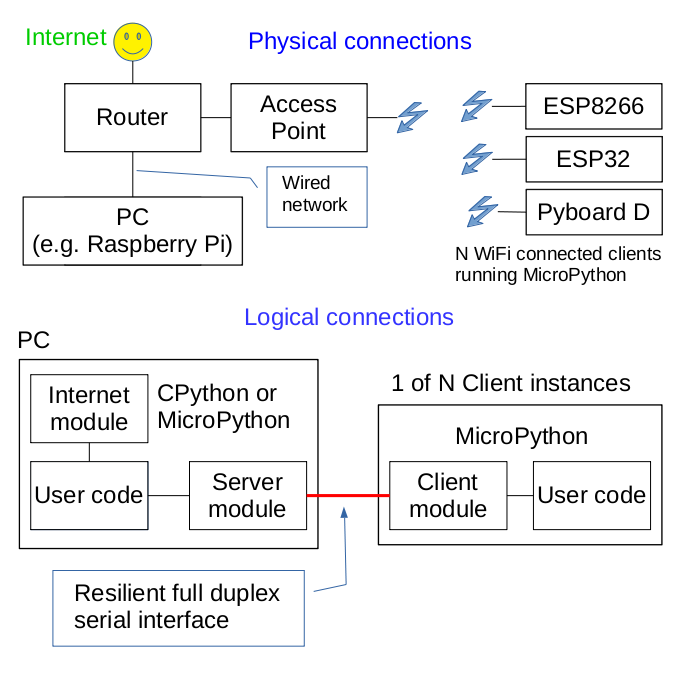 Internet
Physical connections
Router
Access
Point
ESP8266
ESP32
Pyboard D
Wired
network
PC
(e.g. Raspberry Pi)
N WiFi connected clients
running MicroPython
Logical connections
PC
Internet
module
CPython or
MicroPython
User code
Server
module
1 of N Client instances
MicroPython
Client
module
User code
Resilient full duplex
serial interface